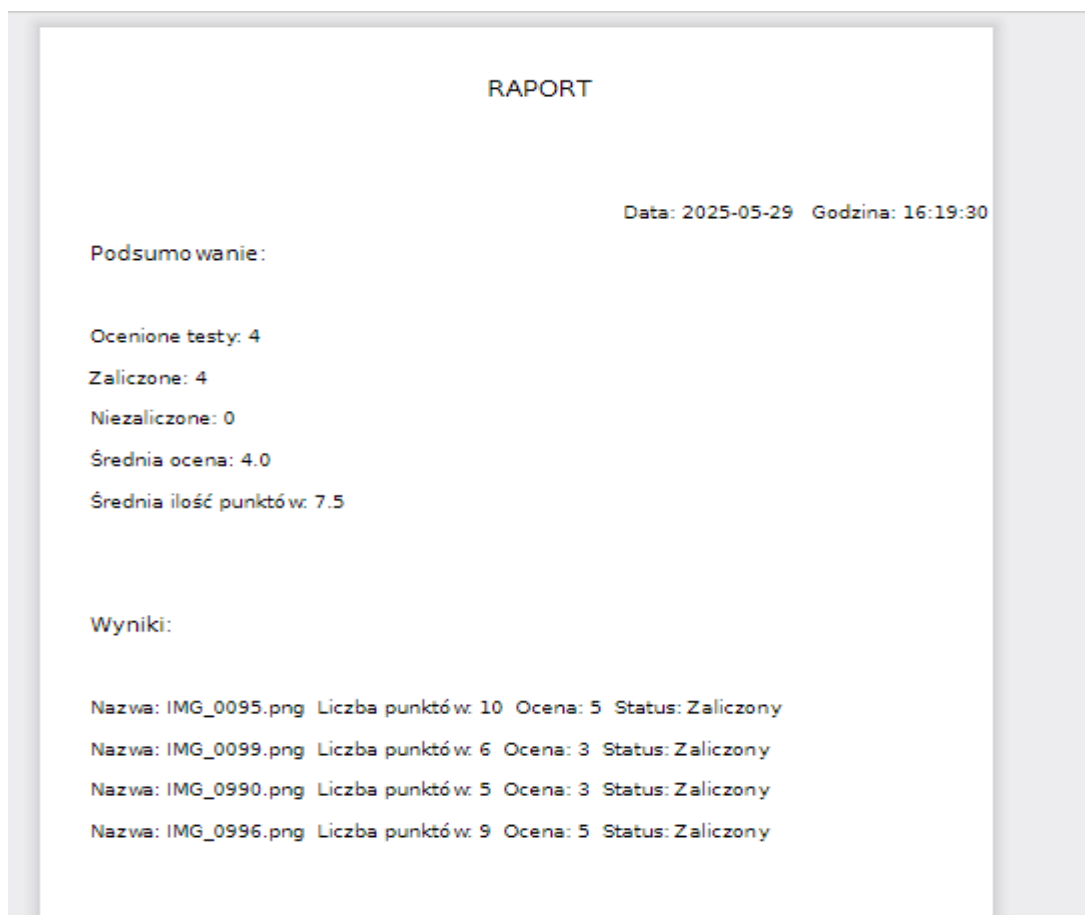 RAPORT
Data: 2025-05-29 Godzina: 16:19:30
Podsumowanie:
Ocenione testy: 4
Zaliczone: 4
Niezaliczone: 0
Średnia ocena: 4.0
Średnia ilość punktów: 7.5
Wyniki:
Nazwa: IMG_0095.png Liczba punktów: 10 Ocena: 5 Status: Zaliczony
Nazwa: IMG_0099.png Liczba punktów: 6 Ocena: 3 Status: Zaliczony
Nazwa: IMG_0990.png Liczba punktów: 5 Ocena: 3 Status: Zaliczony
Nazwa: IMG_0996.png Liczba punktów: 9 Ocena: 5 Status: Zaliczony